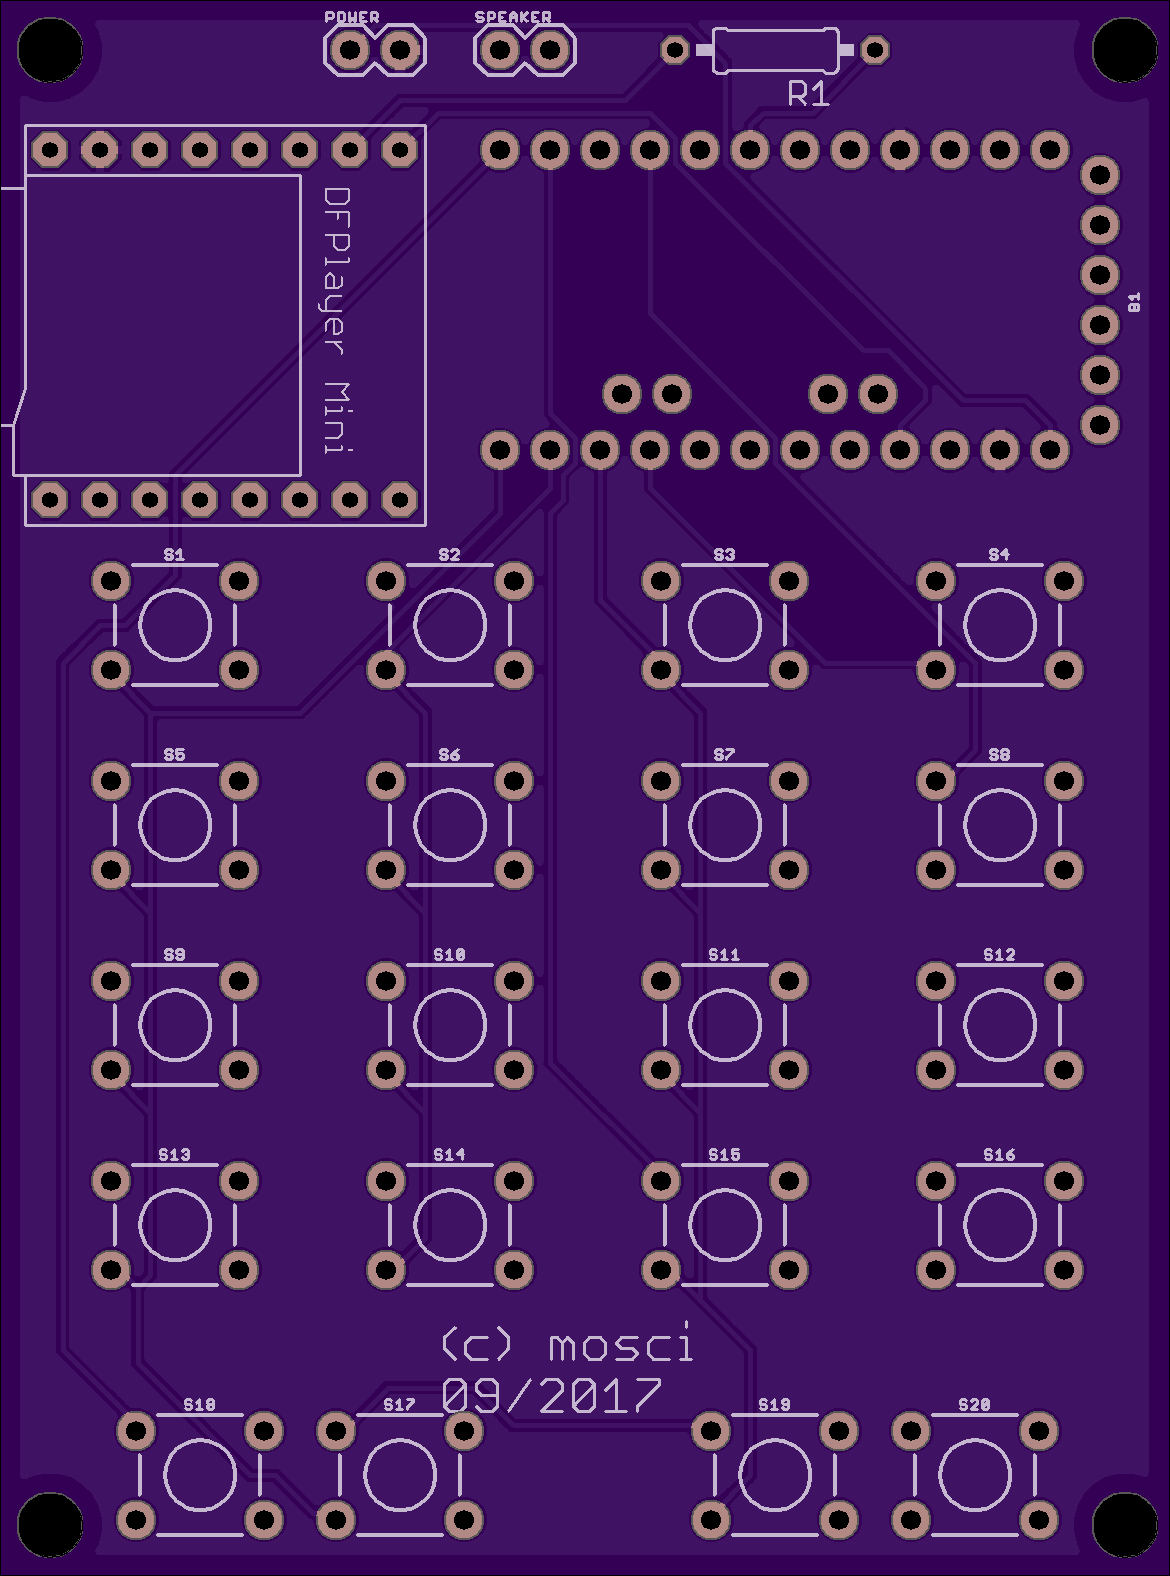 POWER
SPEAKER
R1
DFPlayer Mini
B1
S1
S2
S3
S4
S5
S6
S7
S8
S9
S10
S11
S12
S13
S14
S15
S16
(c) mosci
09/2017
S18
S17
S19
S20